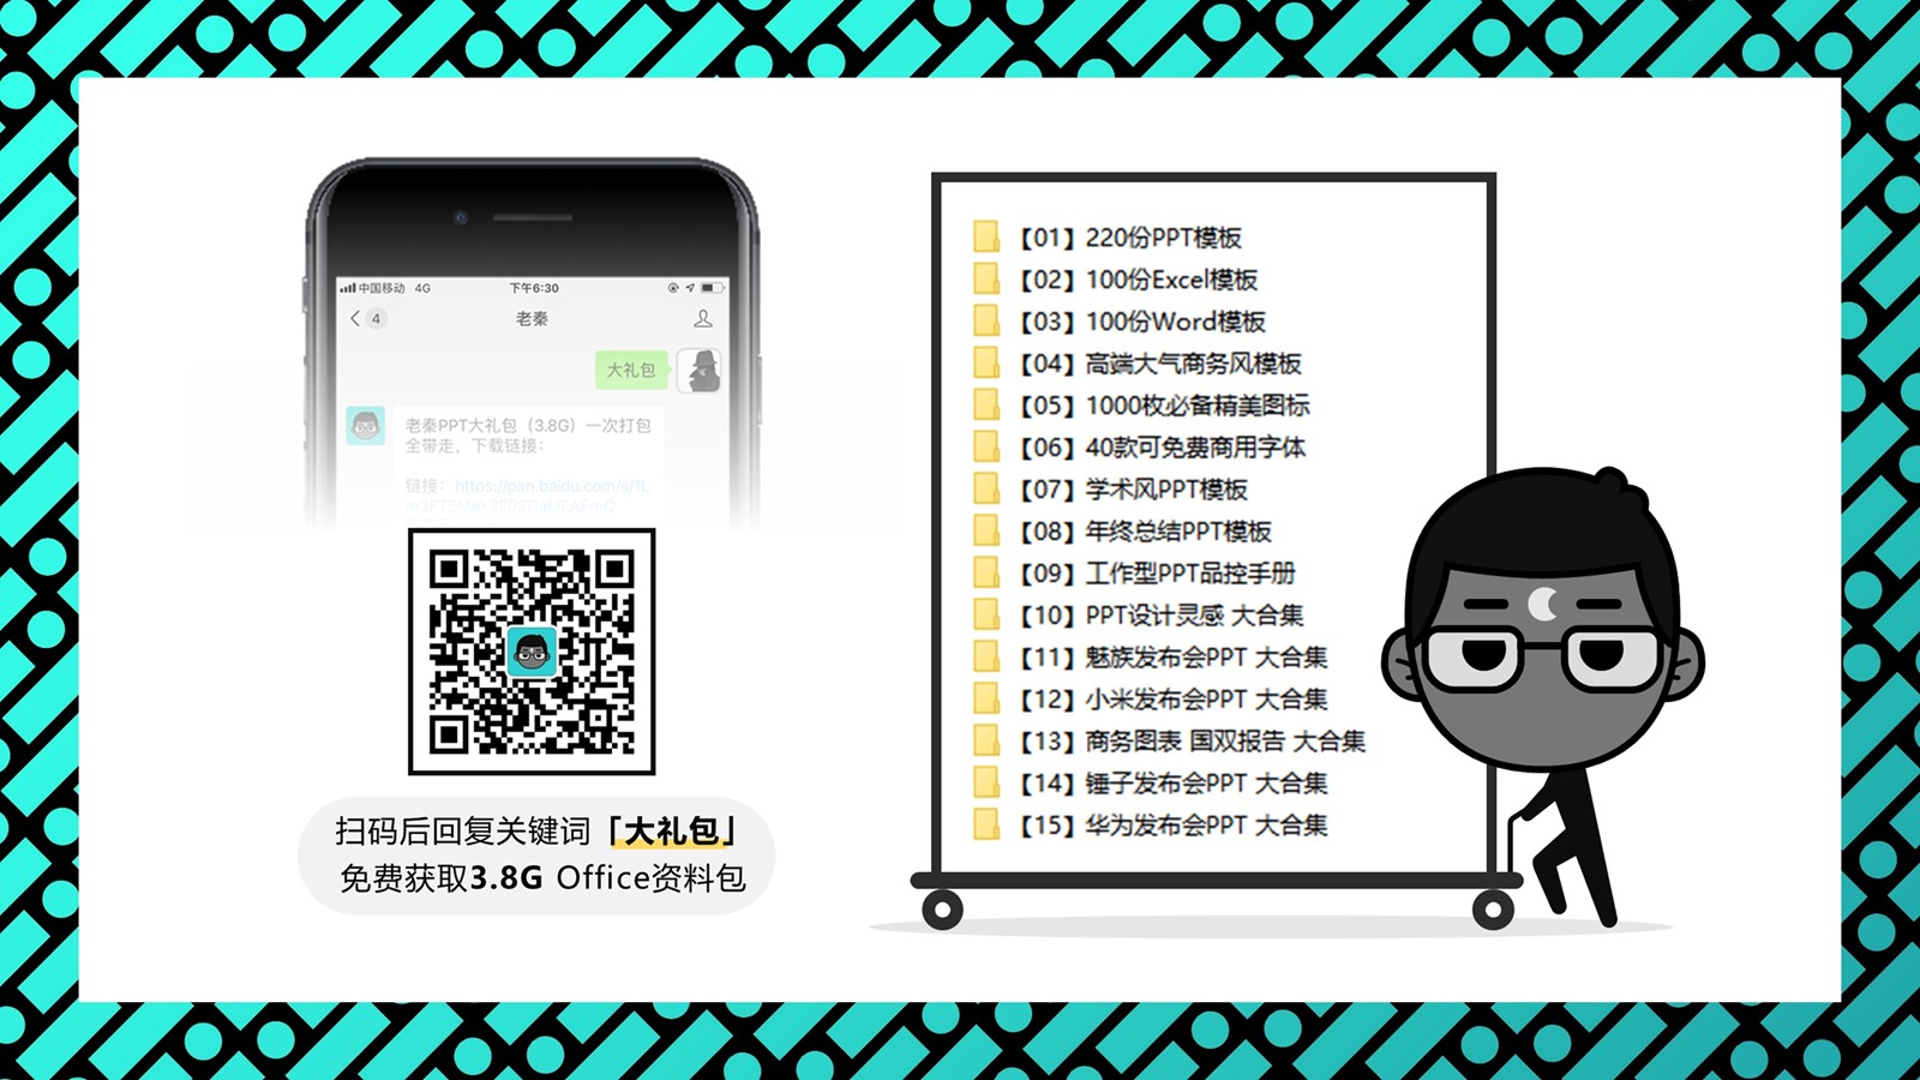 中国移动 4G 下午6:30
4 老秦
大礼包
老秦PPT大礼包（3.8G）一次打包
全带走，下载链接：
链接：https://pan.baidu.com/s/1L
扫码后回复关键词「大礼包」
免费获取3.8G Office资料包
【01】220份PPT模板
【02】100份Excel模板
【03】100份Word模板
【04】高端大气商务风模板
【05】1000枚必备精美图标
【06】40款可免费商用字体
【07】学术风PPT模板
【08】年终总结PPT模板
【09】工作型PPT品控手册
【10】PPT设计灵感 大合集
【11】魅族发布会PPT 大合集
【12】小米发布会PPT 大合集
【13】商务图表 国双报告 大合集
【14】锤子发布会PPT 大合集
【15】华为发布会PPT 大合集